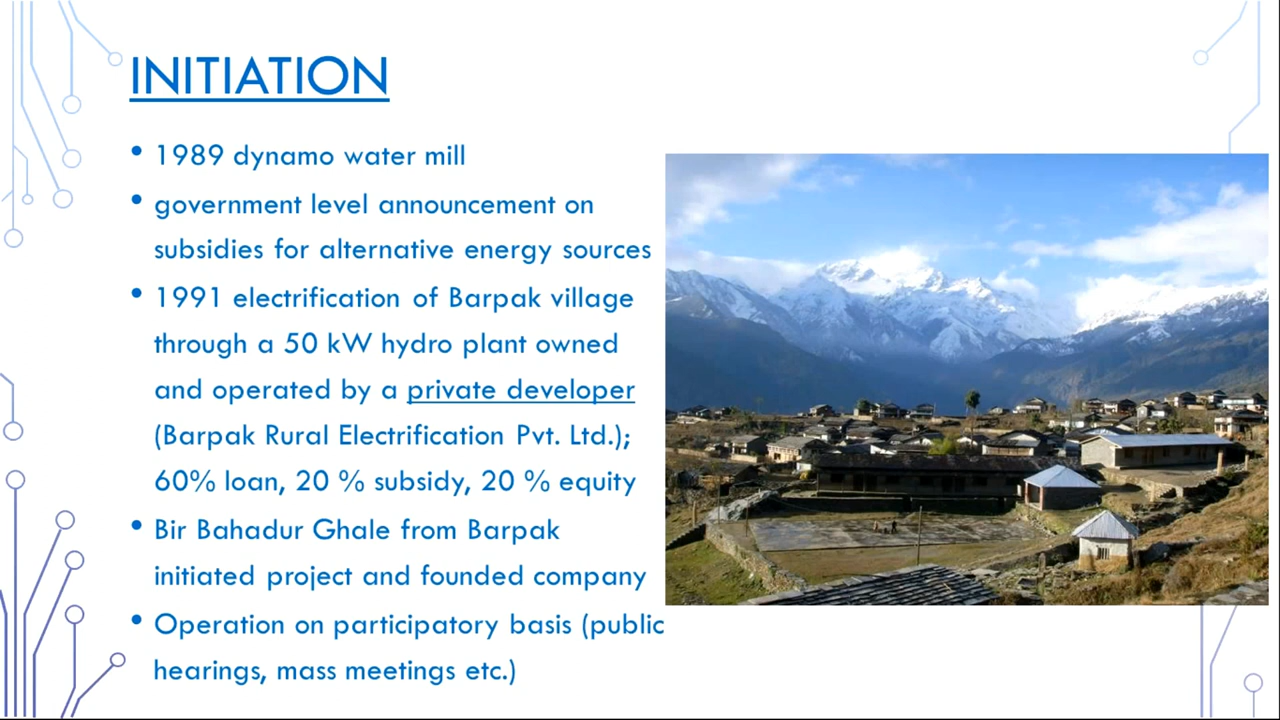 INITIATION
• 1989 dynamo water mill
• government level announcement on
subsidies for alternative energy sources
• 1991 electrification of Barpak village
through a 50 kW hydro plant owned
and operated by a private developer
(Barpak Rural Electrification Pvt. Ltd.);
60% loan, 20 % subsidy, 20 % equity
• Bir Bahadur Ghale from Barpak
initiated project and founded company
• Operation on participatory basis (public
hearings, mass meetings etc.)